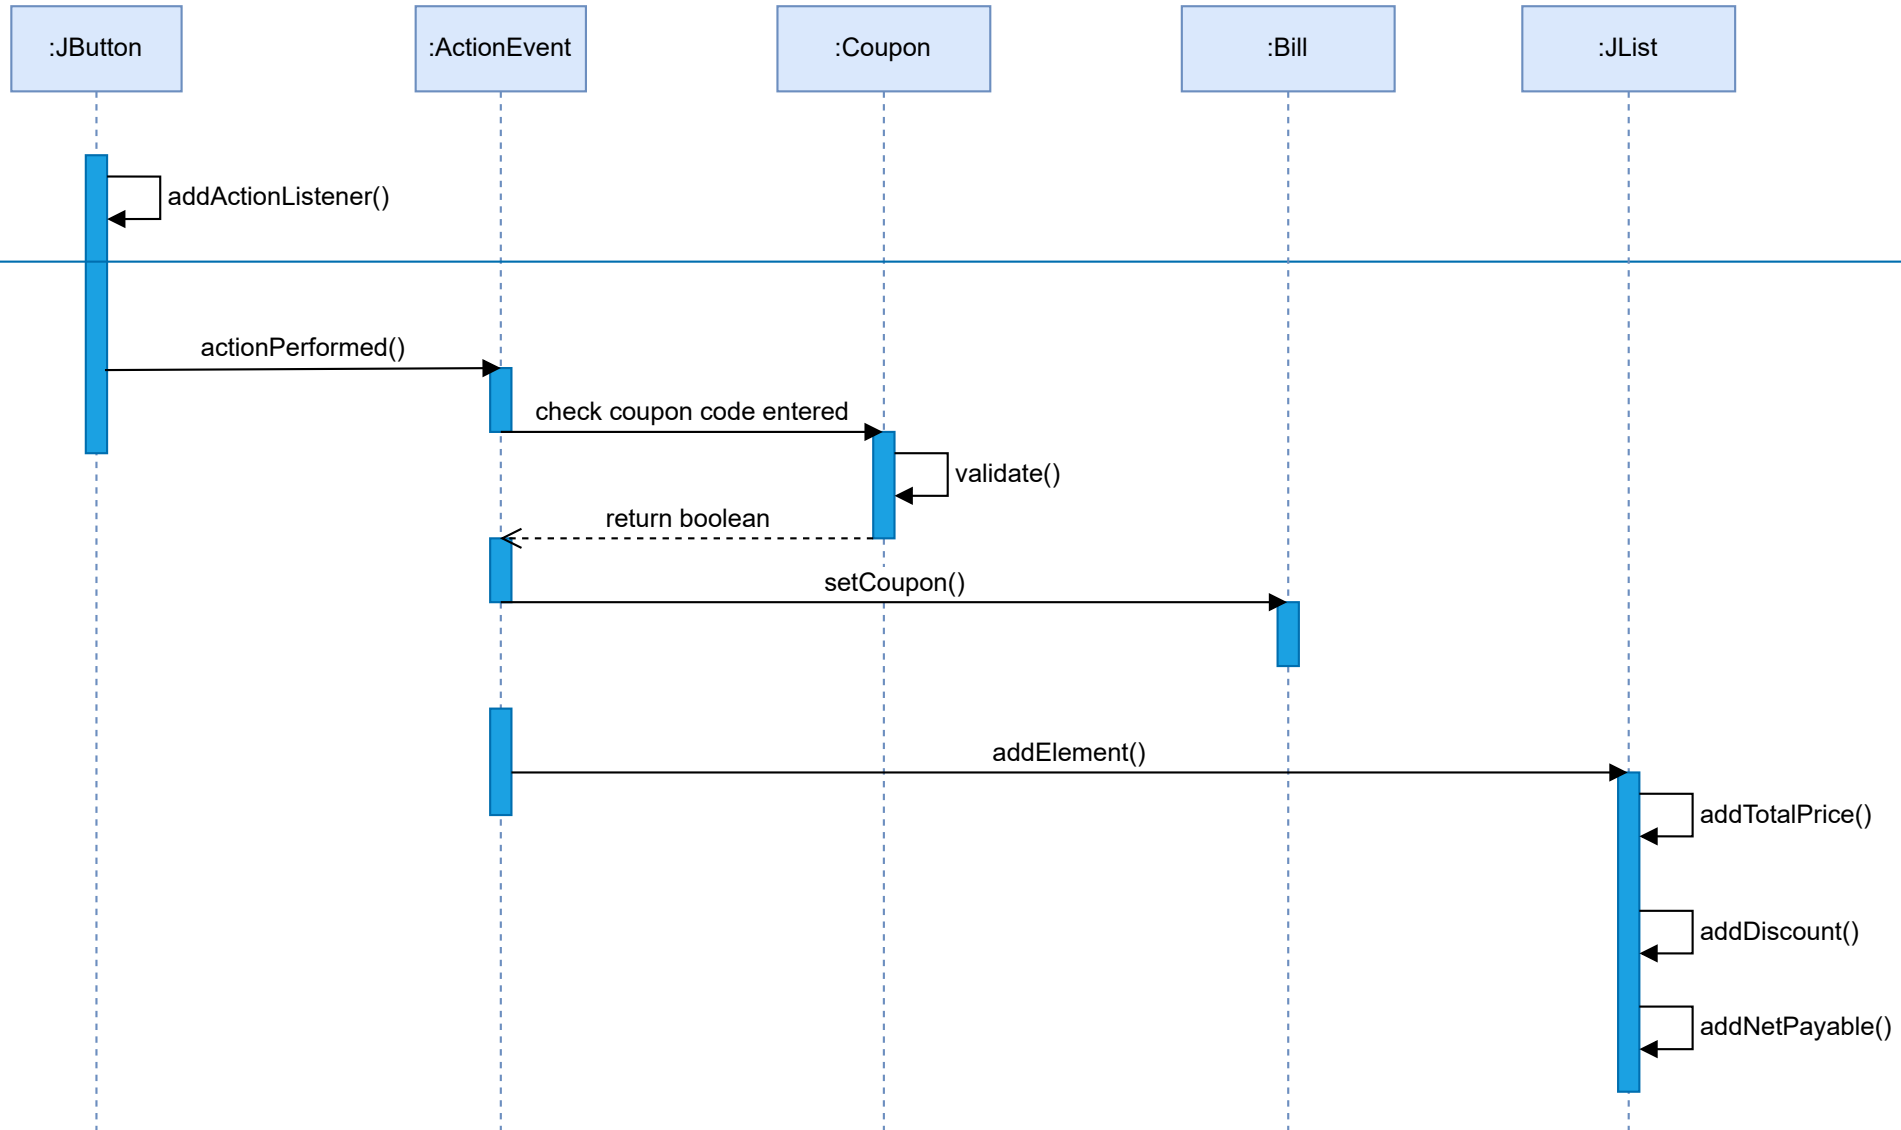 :JButton
:ActionEvent
:Coupon
:Bill
:JList
addActionListener()
actionPerformed()
check coupon code entered
validate()
return boolean
setCoupon()
addElement()
addTotalPrice()
addDiscount()
addNetPayable()